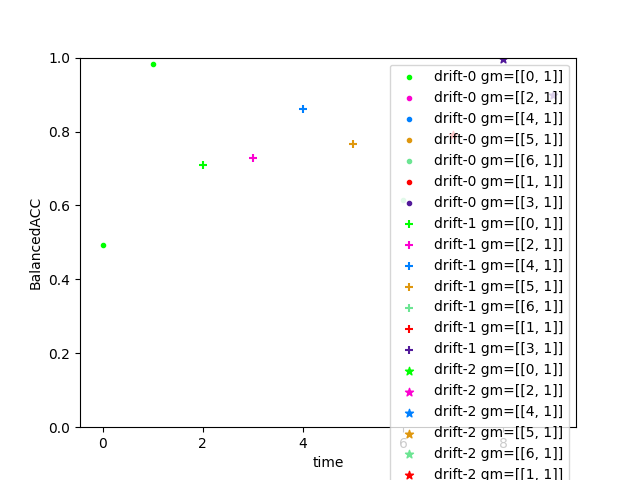 1.0
0.8
0.6
0.4
0.2
0.0
BalancedACC
0
2
4
6
8
time
drift-0 gm=[[0, 1]]
drift-0 gm=[[2, 1]]
drift-0 gm=[[4, 1]]
drift-0 gm=[[5, 1]]
drift-0 gm=[[6, 1]]
drift-0 gm=[[1, 1]]
drift-0 gm=[[3, 1]]
drift-1 gm=[[0, 1]]
drift-1 gm=[[2, 1]]
drift-1 gm=[[4, 1]]
drift-1 gm=[[5, 1]]
drift-1 gm=[[6, 1]]
drift-1 gm=[[1, 1]]
drift-1 gm=[[3, 1]]
drift-2 gm=[[0, 1]]
drift-2 gm=[[2, 1]]
drift-2 gm=[[4, 1]]
drift-2 gm=[[5, 1]]
drift-2 gm=[[6, 1]]
drift-2 gm=[[1, 1]]